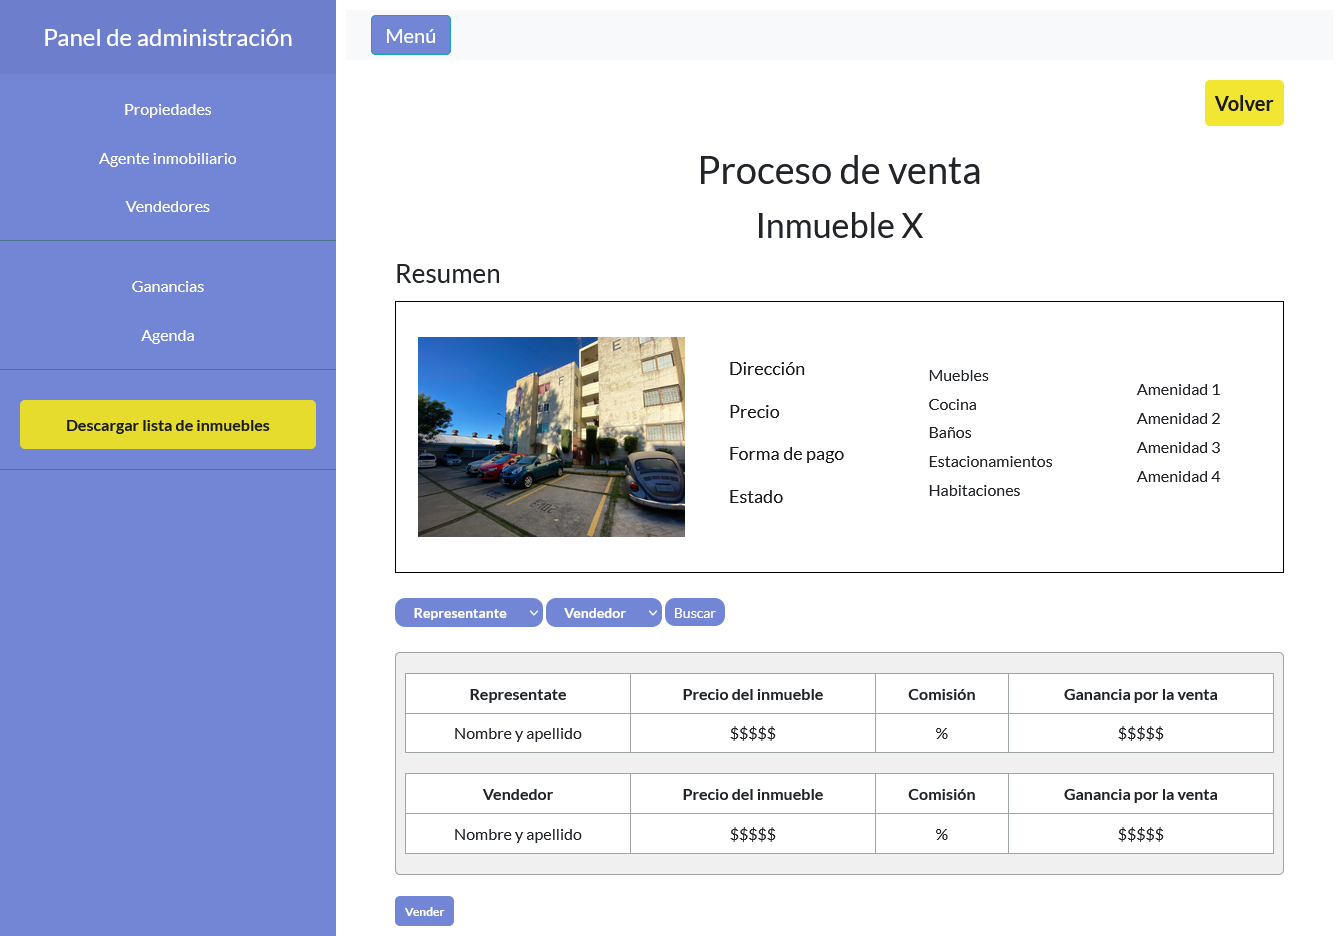 Panel de administración
Propiedades
Agente inmobiliario
Vendedores
Ganancias
Agenda
Descargar lista de inmuebles
Menú
Volver
Proceso de venta
Inmueble X
Resumen
E
F
Dirección
Precio
Forma de pago
Estado
Muebles
Cocina
Baños
Estacionamientos
Habitaciones
Amenidad 1
Amenidad 2
Amenidad 3
Amenidad 4
Representante Vendedor Buscar
Representate Precio del inmueble Comisión Ganancia por la venta
Nombre y apellido $$$$$ % $$$$$
Vendedor Precio del inmueble Comisión Ganancia por la venta
Nombre y apellido $$$$$ % $$$$$
Vender